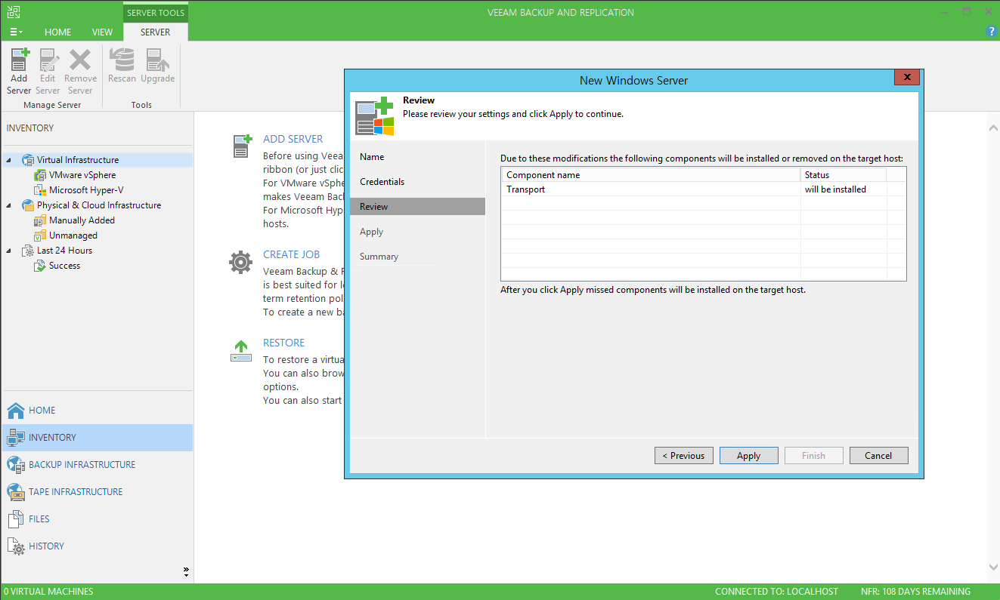 SERVER TOOLS
VEEAM BACKUP AND REPLICATION
HOME VIEW SERVER
?
Add Server
Edit Server
Remove Server
Rescan
Upgrade
Manage Server
Tools
INVENTORY
Virtual Infrastructure
VMware vSphere
Microsoft Hyper-V
Physical & Cloud Infrastructure
Manually Added
Unmanaged
Last 24 Hours
Success
HOME
INVENTORY
BACKUP INFRASTRUCTURE
TAPE INFRASTRUCTURE
FILES
HISTORY
ADD SERVER
Before using Veea
ribbon (or just clic
For VMware vSphe
makes Veeam Bac
For Microsoft Hyp
hosts.
CREATE JOB
Veeam Backup & R
is best suited for lo
term retention pol
To create a new ba
RESTORE
To restore a virtua
You can also brow
options.
You can also start
New Windows Server
X
Review
Please review your settings and click Apply to continue.
Name
Credentials
Review
Apply
Summary
Due to these modifications the following components will be installed or removed on the target host:
Component name Status
Transport will be installed
After you click Apply missed components will be installed on the target host.
< Previous Apply Finish Cancel
0 VIRTUAL MACHINES
CONNECTED TO: LOCALHOST
NFR: 108 DAYS REMAINING